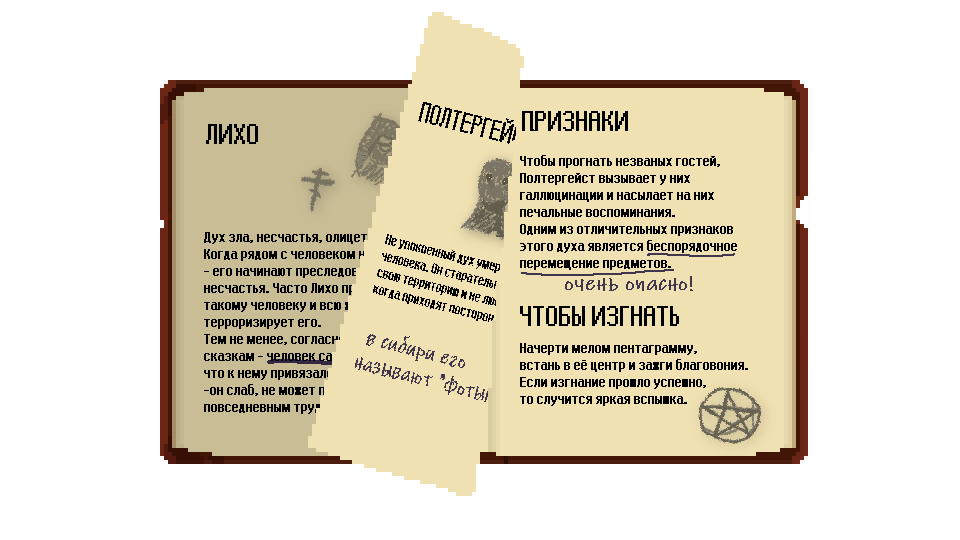 ЛИХО
Дух зла, несчастья, олицет
Когда рядом с человеком н
- его начинают преследов
несчастья. Часто Лихо пр
такому человеку и всю ж
терроризирует его.
Тем не менее, согласн
сказкам - человек са
что к нему привязал
-он слаб, не может п
повседневным тру
ПОЛТЕРГЕЙ
Не упокоенный дух умер
человека. Он старательн
свою территорию и не лю
когда приходят посторон
в сибири его
называют "фоты
ПРИЗНАКИ
Чтобы прогнать незваных гостей,
Полтергейст вызывает у них
галлюцинации и насылает на них
печальные воспоминания.
Одним из отличительных признаков
этого духа является беспорядочное
перемещение предметов.
очень опасно!
ЧТОБЫ ИЗГНАТЬ
Начерти мелом пентаграмму,
встань в её центр и зажги благовония.
Если изгнание прошло успешно,
то случится яркая вспышка.